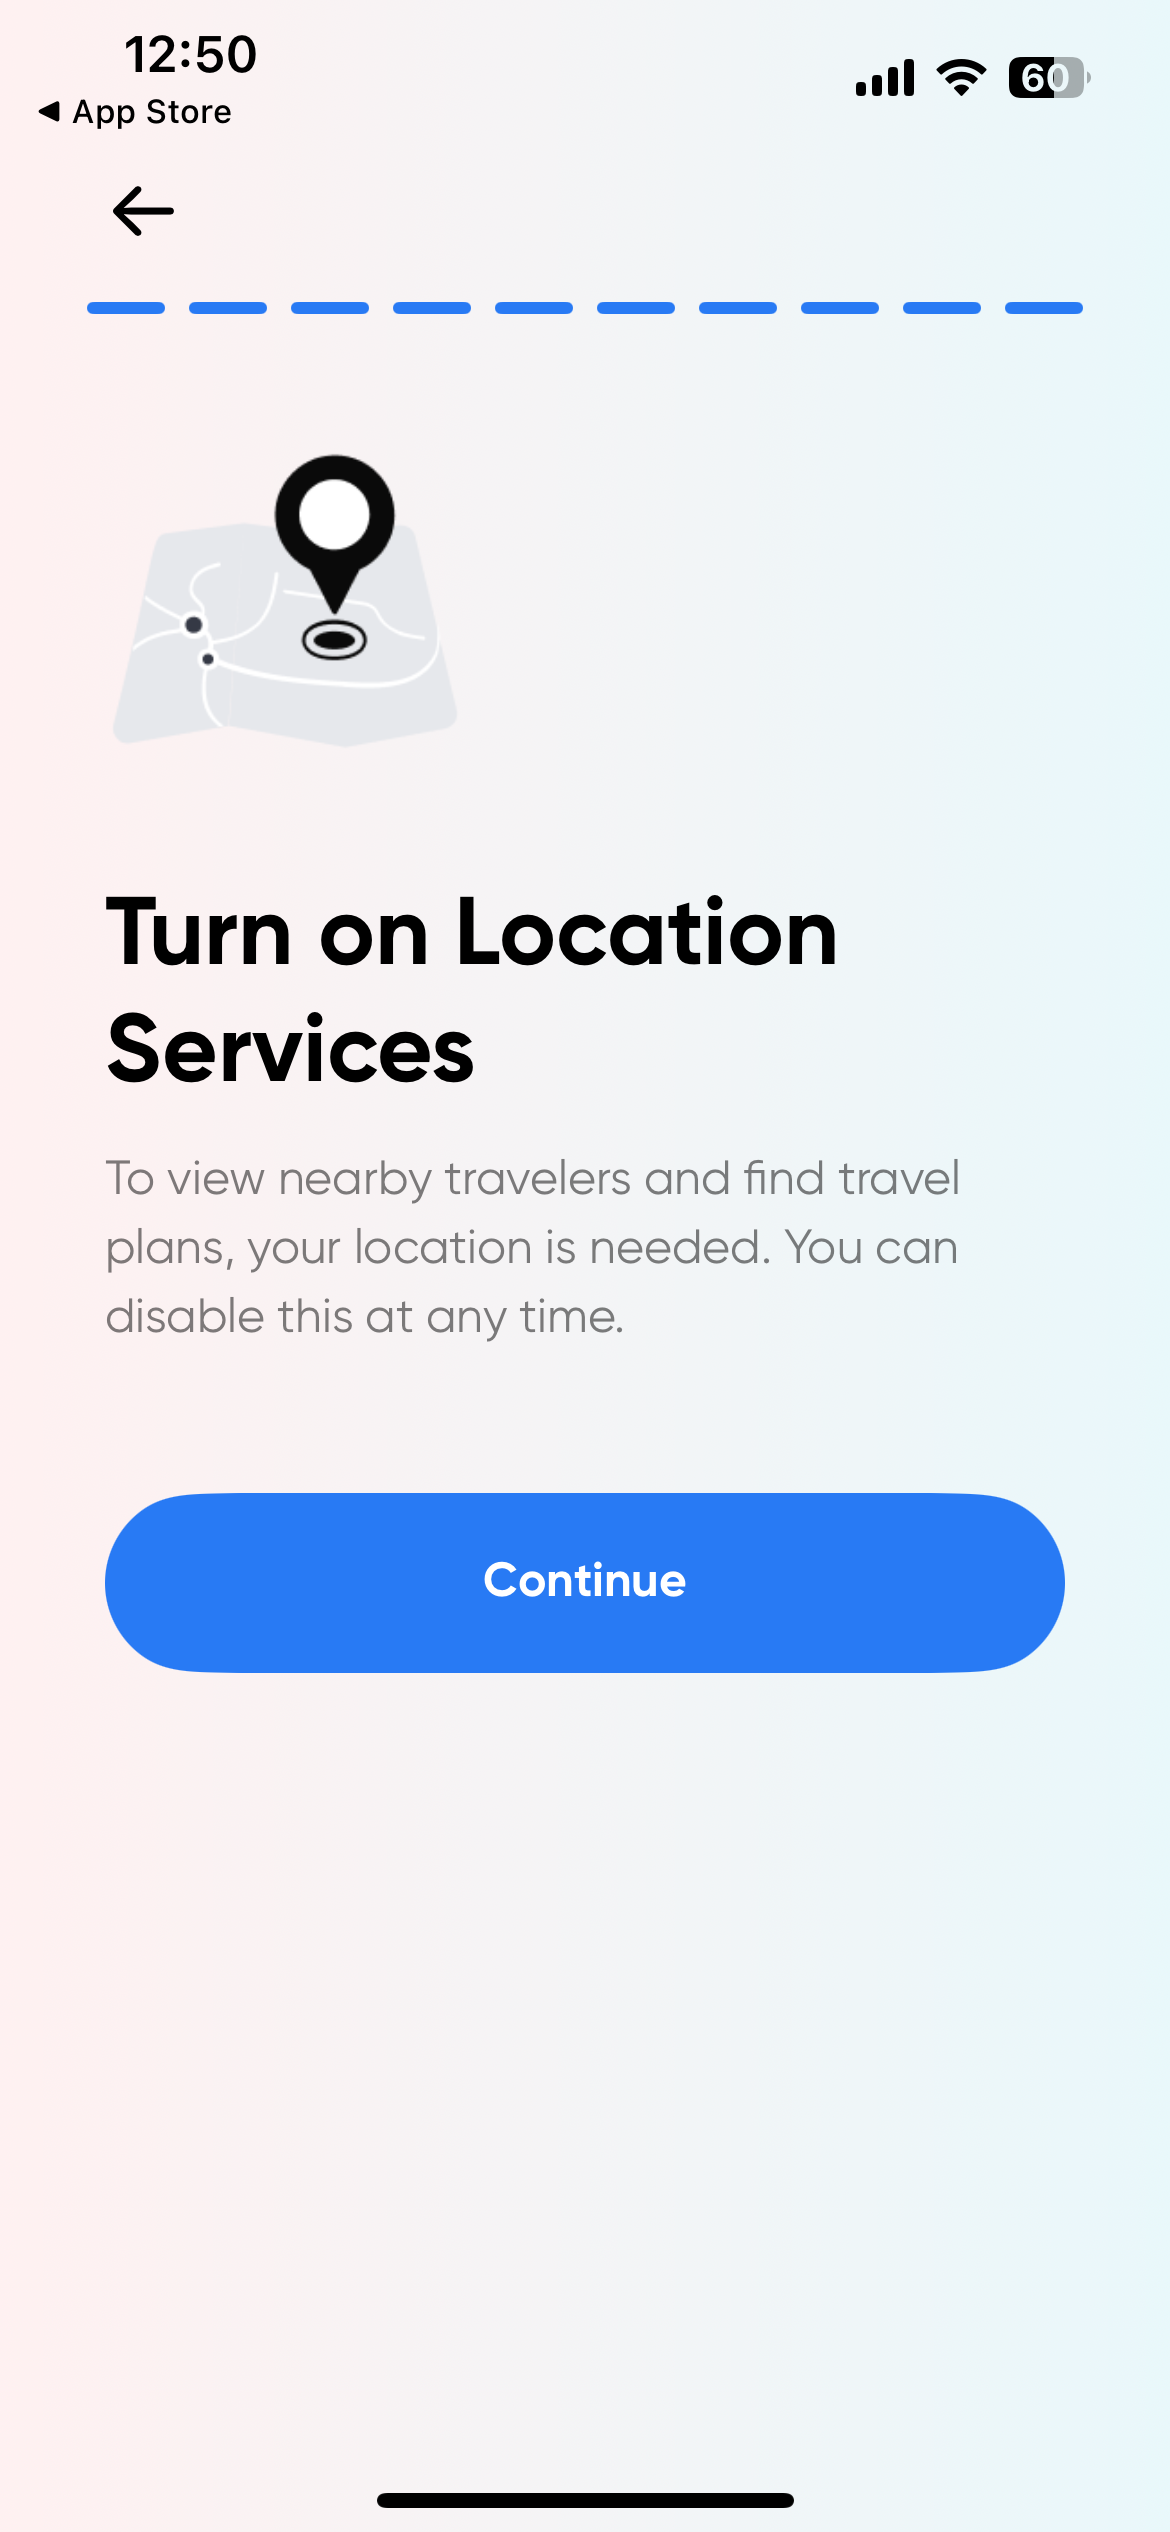 12:50
60
App Store
Turn on Location
Services
To view nearby travelers and find travel
plans, your location is needed. You can
disable this at any time.
Continue